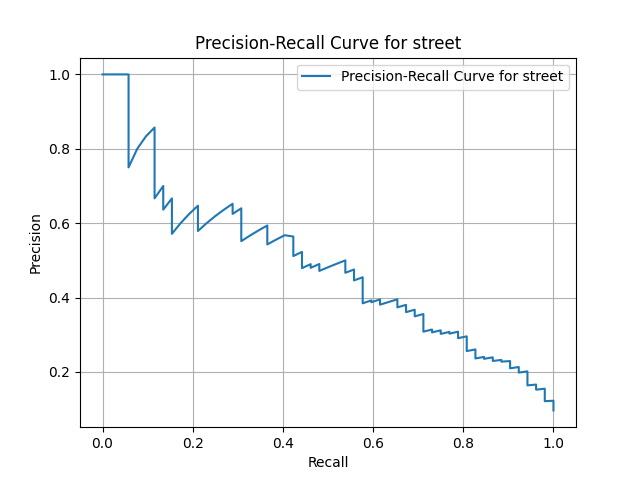 Precision-Recall Curve for street
Precision-Recall Curve for street
1.0
0.8
0.6
0.4
0.2
Precision
0.0 0.2 0.4 0.6 0.8 1.0
Recall